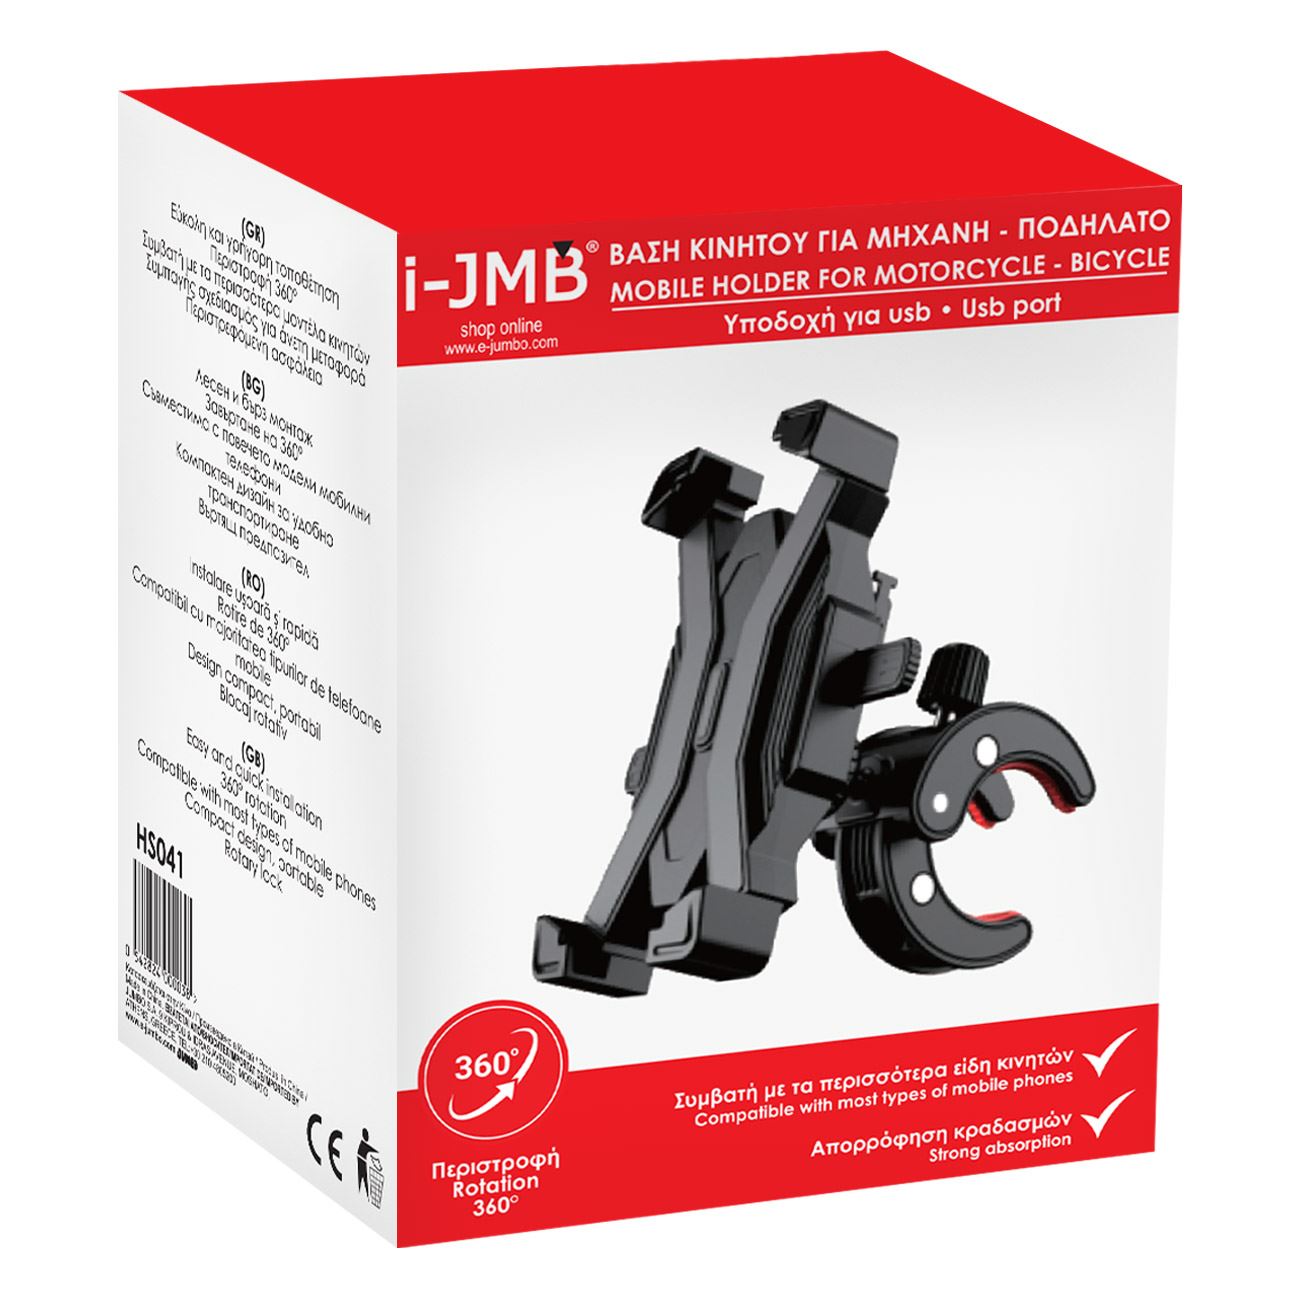 i-JMB®
shop online
www.e-jumbo.com
ΒΑΣΗ ΚΙΝΗΤΟΥ ΓΙΑ ΜΗΧΑΝΗ - ΠΟΔΗΛΑΤΟ
MOBILE HOLDER FOR MOTORCYCLE - BICYCLE
Υποδοχή για usb • Usb port
(GR)
Εύκολη και γρήγορη τοποθέτηση
Περιστροφή 360°
Συμβατή με τα περισσότερα μοντέλα κινητών
Συμπαγής σχεδιασμός για άνετη μεταφορά
Περιστρεφόμενη ασφάλεια
(BG)
Лесен и бърз монтаж
Завъртане на 360°
Съвместимо с повечето модели мобилни
телефони
Компактен дизайн за удобно
транспортиране
Въртящ предпазител
(RO)
Instalare uşoară şi rapidă
Rotire de 360°
Compatibil cu majoritatea tipurilor de telefoane
mobile
Design compact, portabil
Blocaj rotativ
(GB)
Easy and quick installation
360° rotation
Compatible with most types of mobile phones
Compact design, portable
Rotary lock
HS041
www.e-jumbo.com
CE
360°
Περιστροφή
Rotation
360°
Συμβατή με τα περισσότερα είδη κινητών
Compatible with most types of mobile phones
Απορρόφηση κραδασμών
Strong absorption